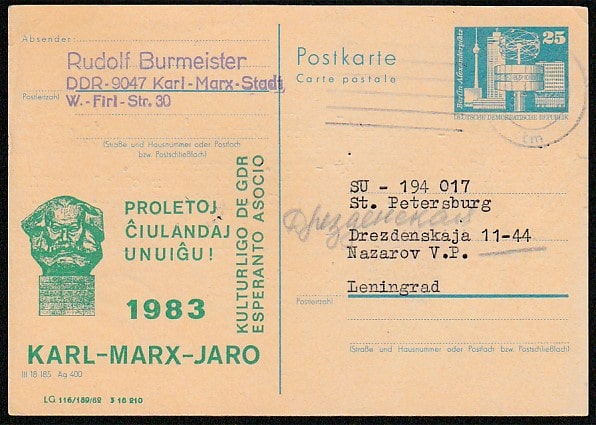 Absender:
Rudolf Burmeister
DDR-9047 Karl-Marx-Stadt
W.-Firl-Str. 30
Postleitzahl
(Straße und Hausnummer oder Postfach
bzw. Postschließfach)
PROLETOJ
ĈIULANDAJ
UNUIĜU!
1983
KARL-MARX-JARO
KULTURLIGO DE GDR
ESPERANTO ASOCIO
III 18 185 Ag 400
LG 116/189/82 3 18 210
Postkarte
Carte postale
Berlin-Alexanderplatz
25
DEUTSCHE DEMOKRATISCHE REPUBLIK
SU - 194 017
St. Petersburg
Дрезденская
Drezdenskaja 11-44
Nazarov V.P.
Leningrad
Postleitzahl
(Straße und Hausnummer oder Postfach bzw. Postschließfach)